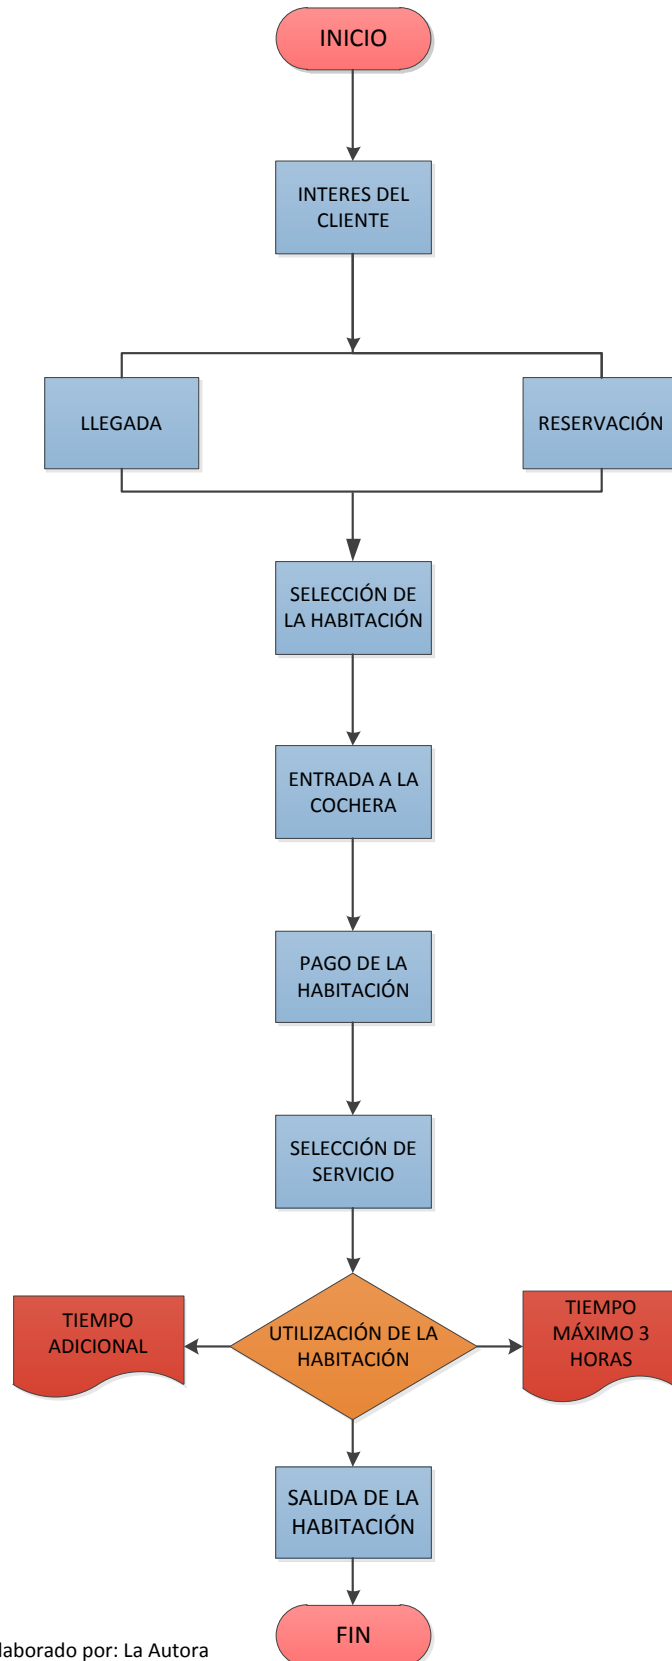 INICIO
INTERES DEL
CLIENTE
LLEGADA
RESERVACIÓN
SELECCIÓN DE
LA HABITACIÓN
ENTRADA A LA
COCHERA
PAGO DE LA
HABITACIÓN
SELECCIÓN DE
SERVICIO
TIEMPO
ADICIONAL
UTILIZACIÓN DE LA
HABITACIÓN
TIEMPO
MÁXIMO 3
HORAS
SALIDA DE LA
HABITACIÓN
FIN
laborado por: La Autora